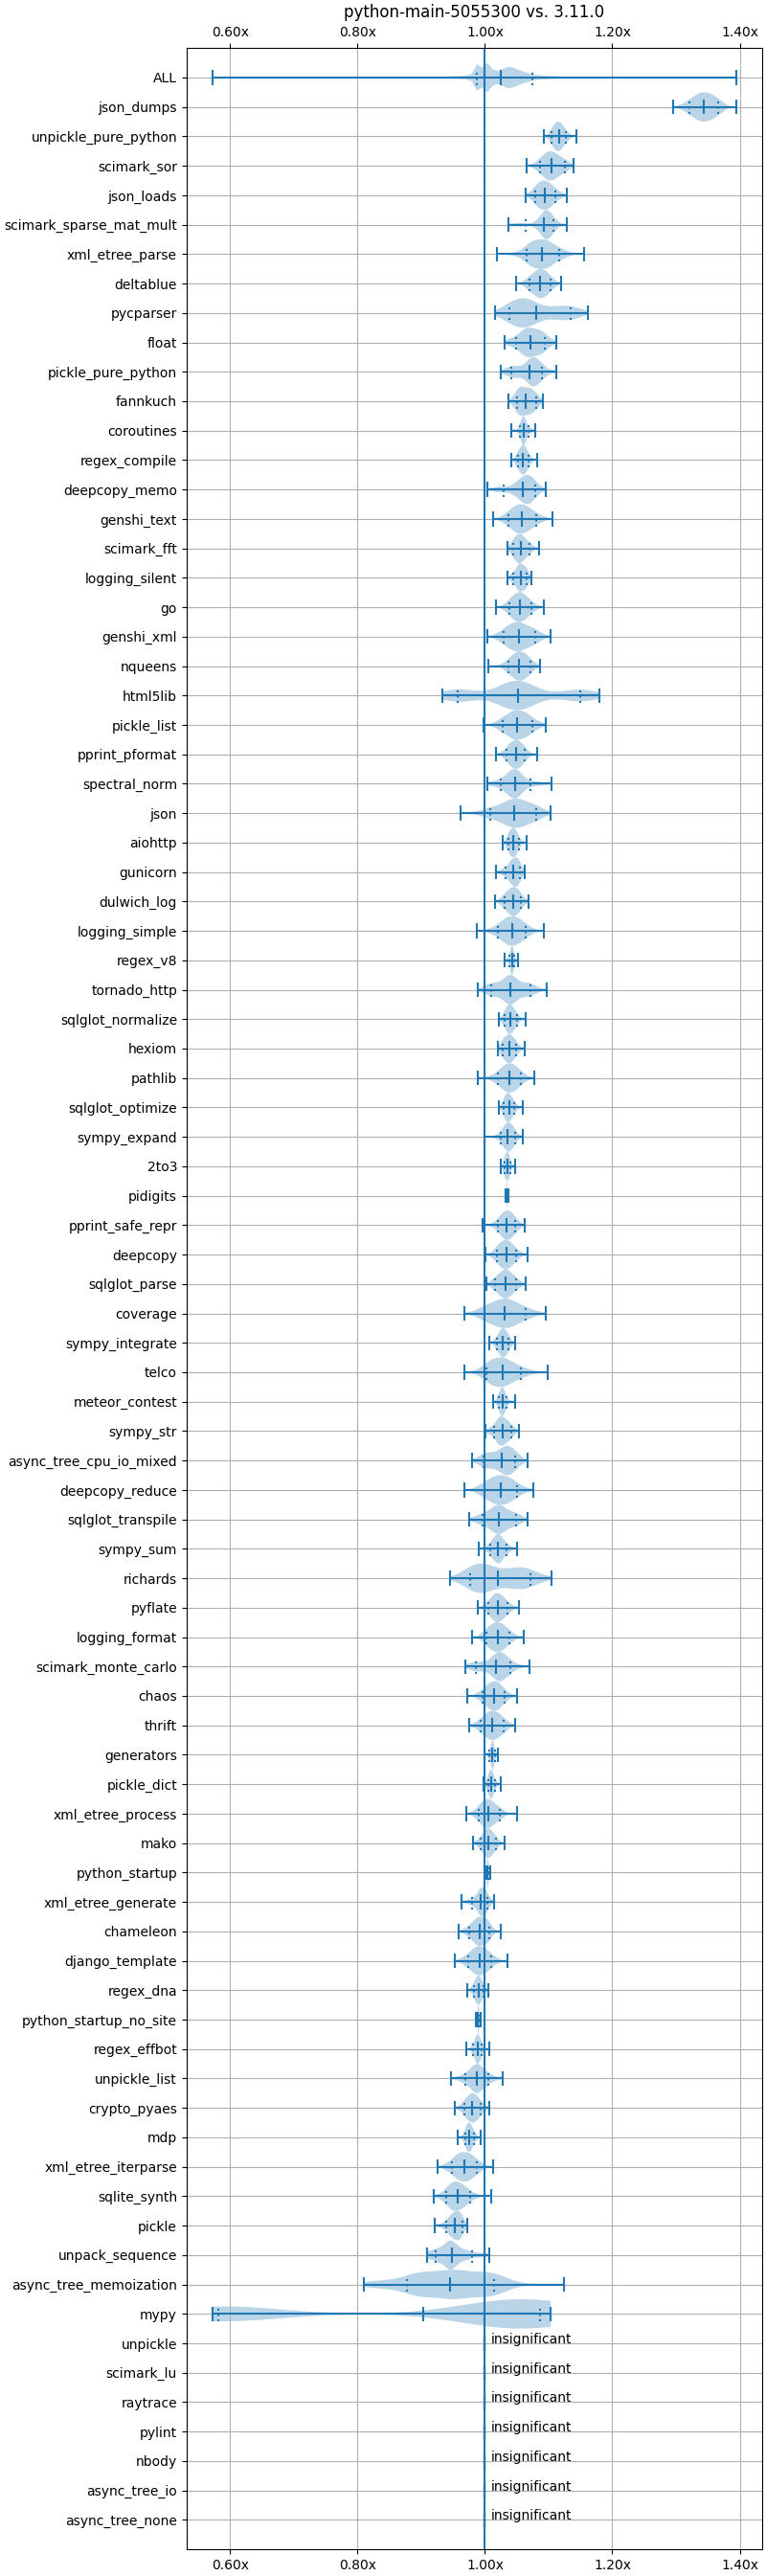 python-main-5055300 vs. 3.11.0
0.60x 0.80x 1.00x 1.20x 1.40x
ALL
json_dumps
unpickle_pure_python
scimark_sor
json_loads
scimark_sparse_mat_mult
xml_etree_parse
deltablue
pycparser
float
pickle_pure_python
fannkuch
coroutines
regex_compile
deepcopy_memo
genshi_text
scimark_fft
logging_silent
go
genshi_xml
nqueens
html5lib
pickle_list
pprint_pformat
spectral_norm
json
aiohttp
gunicorn
dulwich_log
logging_simple
regex_v8
tornado_http
sqlglot_normalize
hexiom
pathlib
sqlglot_optimize
sympy_expand
2to3
pidigits
pprint_safe_repr
deepcopy
sqlglot_parse
coverage
sympy_integrate
telco
meteor_contest
sympy_str
async_tree_cpu_io_mixed
deepcopy_reduce
sqlglot_transpile
sympy_sum
richards
pyflate
logging_format
scimark_monte_carlo
chaos
thrift
generators
pickle_dict
xml_etree_process
mako
python_startup
xml_etree_generate
chameleon
django_template
regex_dna
python_startup_no_site
regex_effbot
unpickle_list
crypto_pyaes
mdp
xml_etree_iterparse
sqlite_synth
pickle
unpack_sequence
async_tree_memoization
mypy
unpickle insignificant
scimark_lu insignificant
raytrace insignificant
pylint insignificant
nbody insignificant
async_tree_io insignificant
async_tree_none insignificant
0.60x 0.80x 1.00x 1.20x 1.40x